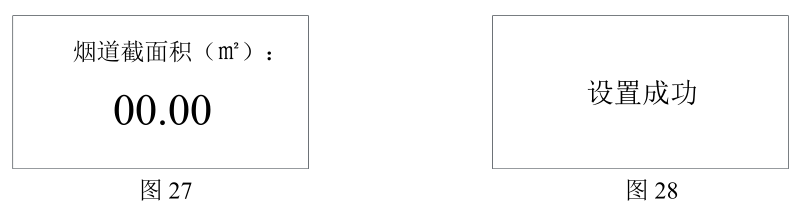 烟道截面积（㎡）：
00.00
图 27
设置成功
图 28